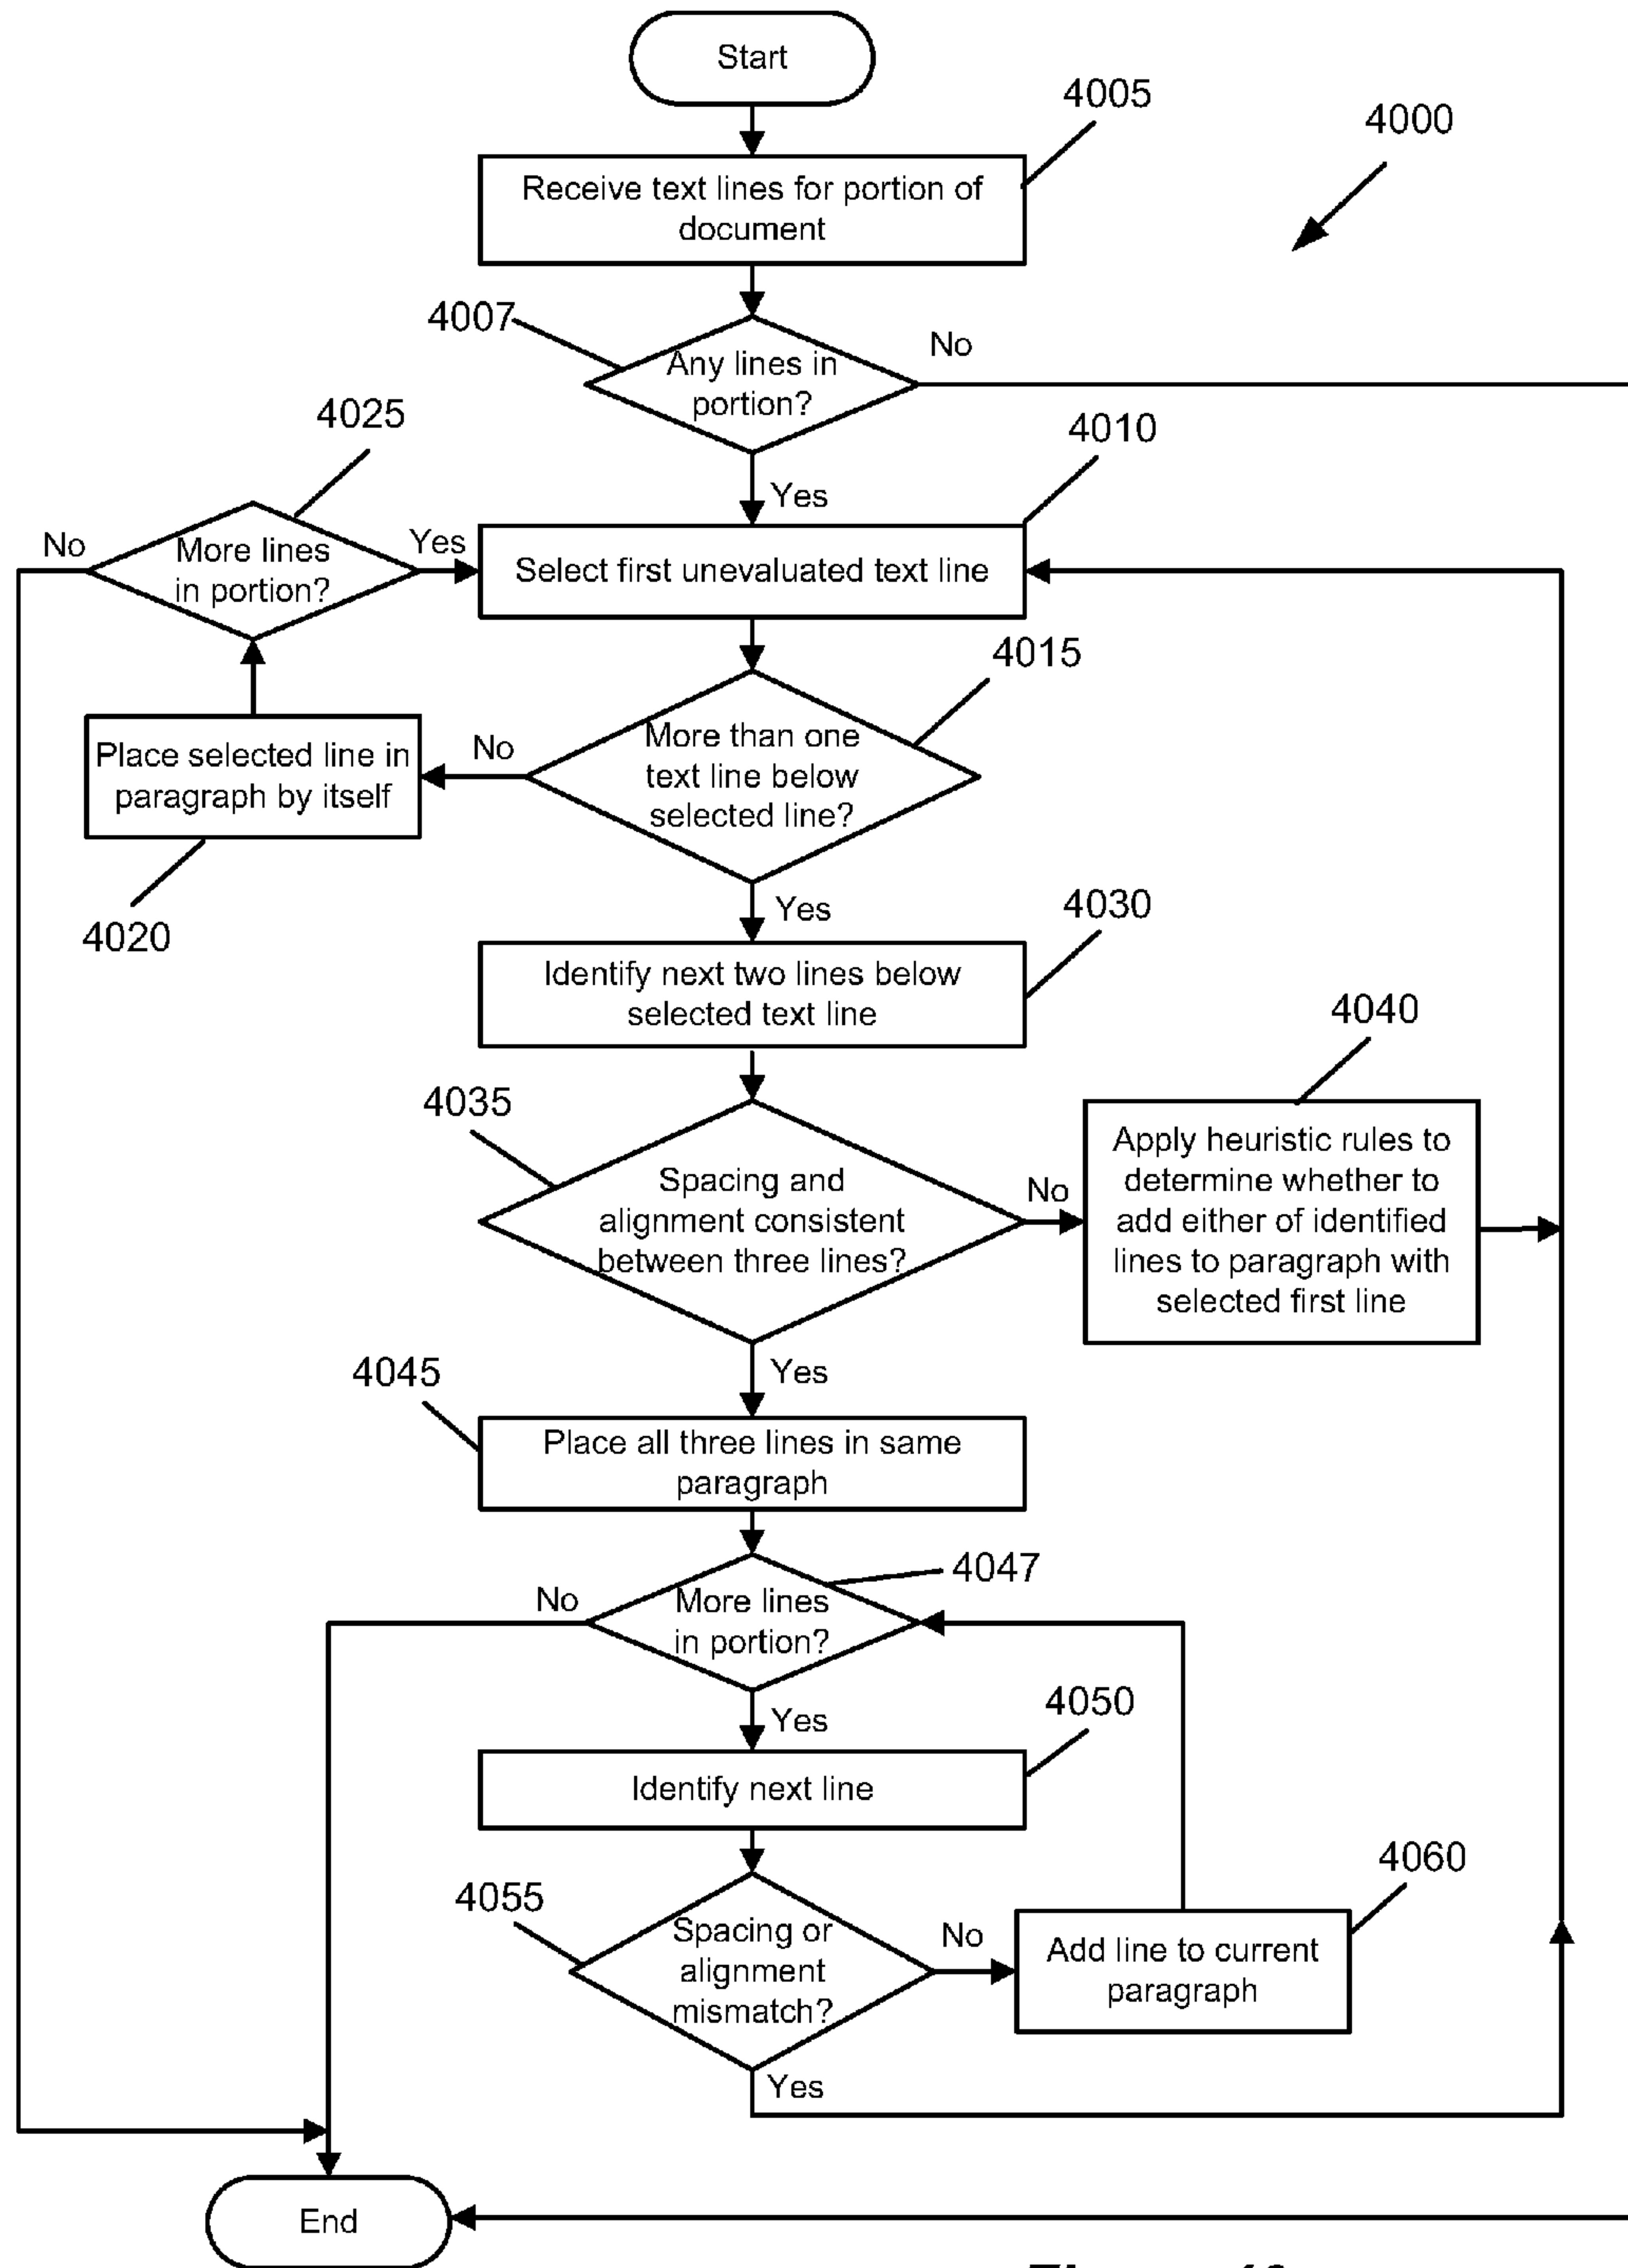 Start
4005
4000
Receive text lines for portion of
document
4007
Any lines in
portion?
No
4025
4010
Yes
No
More lines
in portion?
Yes
Select first unevaluated text line
4015
Place selected line in
paragraph by itself
No
More than one
text line below
selected line?
4020
Yes
4030
Identify next two lines below
selected text line
4040
4035
Spacing and
alignment consistent
between three lines?
No
Apply heuristic rules to
determine whether to
add either of identified
lines to paragraph with
selected first line
Yes
4045
Place all three lines in same
paragraph
4047
No
More lines
in portion?
Yes
4050
Identify next line
4060
4055
Spacing or
alignment
mismatch?
No
Add line to current
paragraph
Yes
End